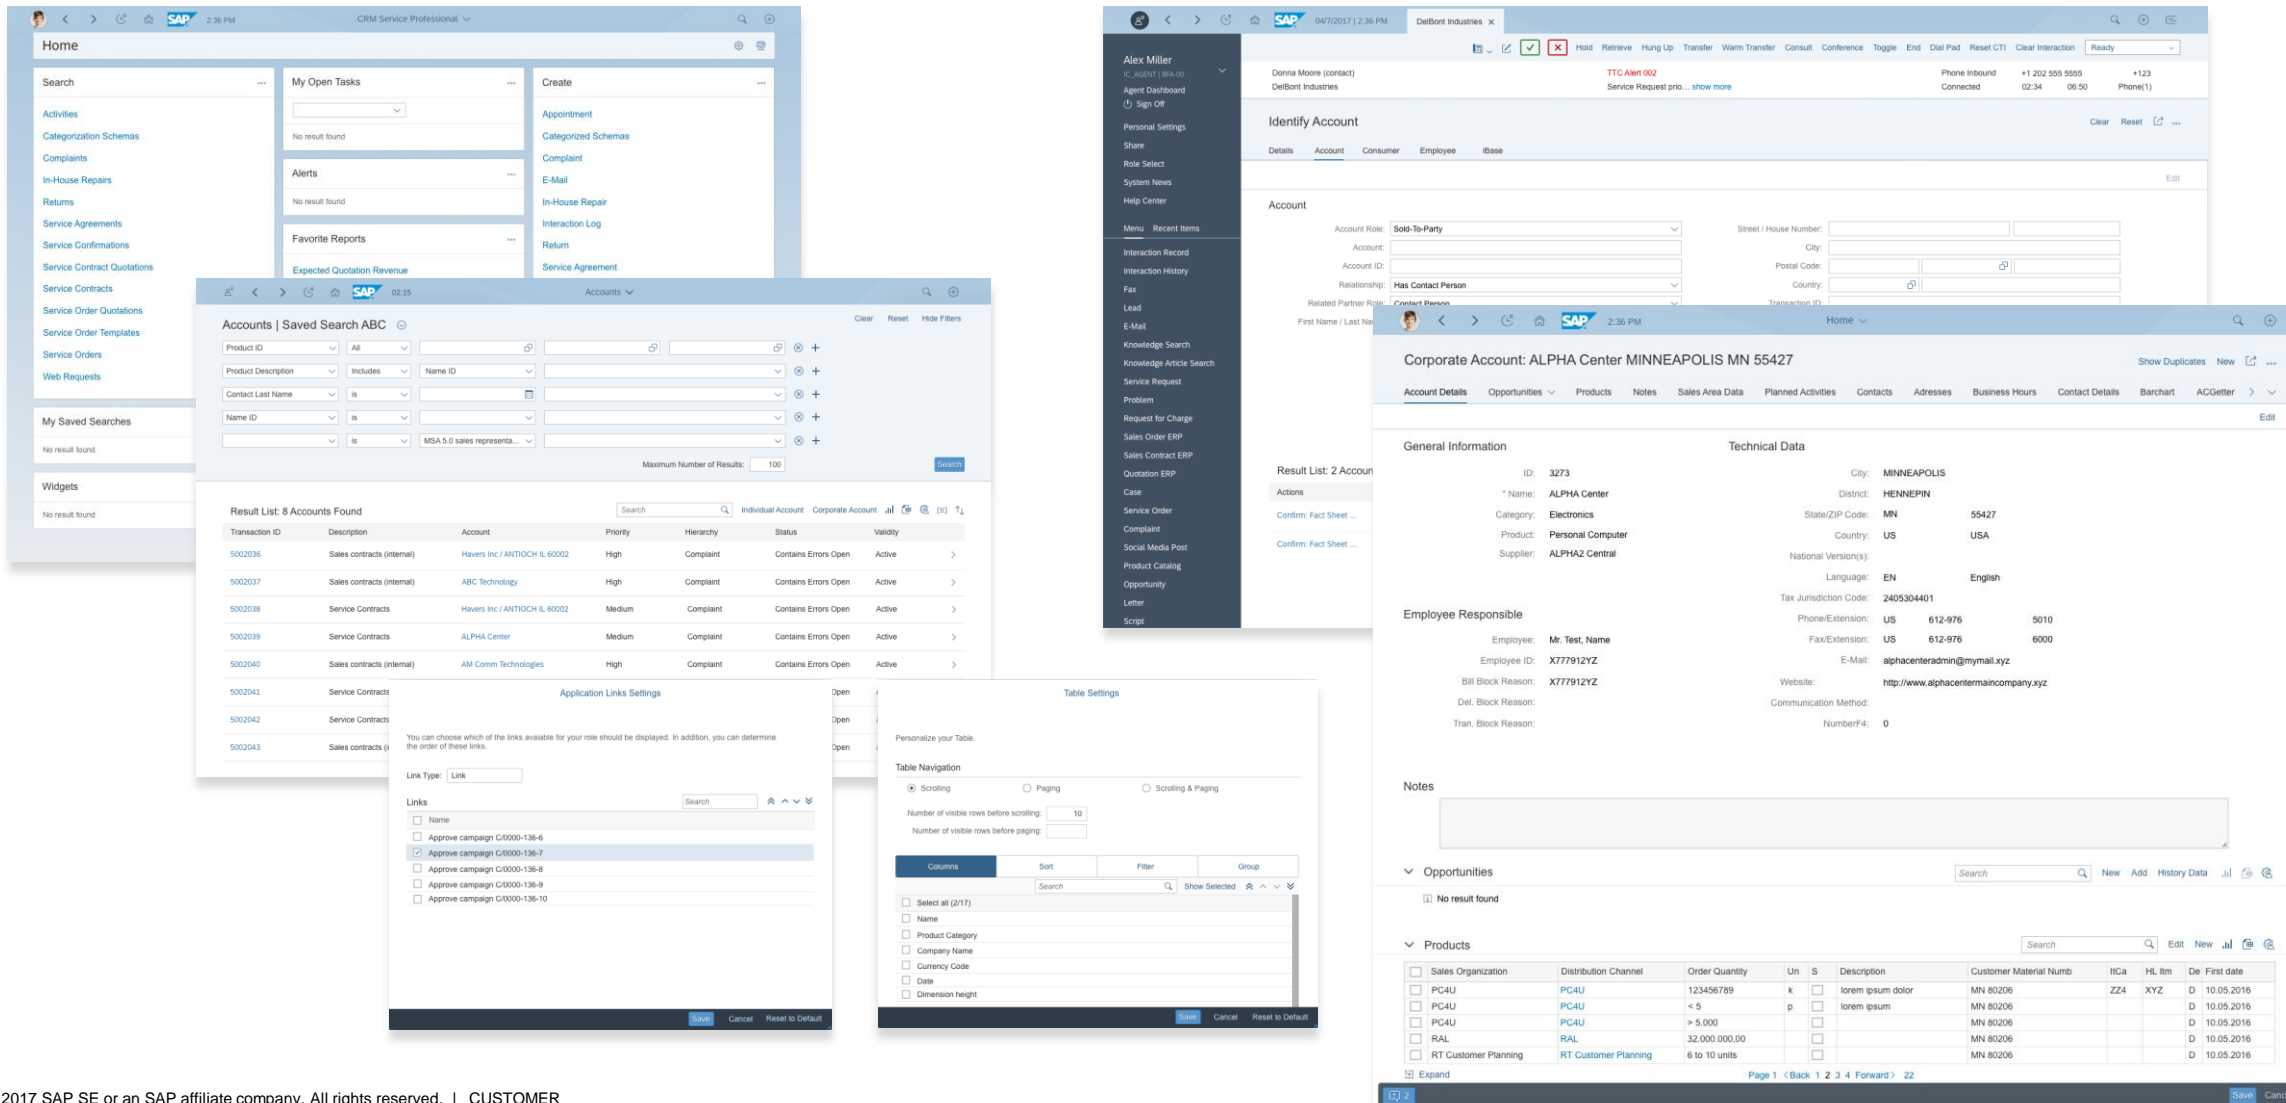 SAP 2:36 PM CRM Service Professional
Home
Search
Activities
Categorization Schemas
Complaints
In-House Repairs
Returns
Service Agreements
Service Confirmations
Service Contract Quotations
Service Contracts
Service Order Quotations
Service Order Templates
Service Orders
Web Requests
My Saved Searches
No result found
Widgets
No result found
My Open Tasks
No result found
Alerts
No result found
Favorite Reports
Expected Quotation Revenue
Create
Appointment
Categorized Schemas
Complaint
E-Mail
In-House Repair
Interaction Log
Return
Service Agreement
SAP 02:15 Accounts
Accounts | Saved Search ABC Clear Reset Hide Filters
Product ID All
Product Description Includes Name ID
Contact Last Name is
Name ID is
is MSA 5.0 sales representa...
Maximum Number of Results: 100 Search
Result List: 8 Accounts Found Search Individual Account Corporate Account
Transaction ID Description Account Priority Hierarchy Status Validity
5002036 Sales contracts (internal) Havers Inc / ANTIOCH IL 60002 High Complaint Contains Errors Open Active
5002037 Sales contracts (internal) ABC Technology High Complaint Contains Errors Open Active
5002038 Service Contracts Havers Inc / ANTIOCH IL 60002 Medium Complaint Contains Errors Open Active
5002039 Service Contracts ALPHA Center Medium Complaint Contains Errors Open Active
5002040 Sales contracts (internal) AM Comm Technologies High Complaint Contains Errors Open Active
5002041 Service Contracts Open
5002042 Service Contracts Open
5002043 Sales contracts Open
Application Links Settings
You can choose which of the links avaiable for your role should be displayed. In addition, you can determine
the order of these links.
Link Type: Link
Links Search
Name
Approve campaign C/0000-136-6
Approve campaign C/0000-136-7
Approve campaign C/0000-136-8
Approve campaign C/0000-136-9
Approve campaign C/0000-136-10
Save Cancel Reset to Default
Table Settings
Personalize your Table.
Table Navigation
Scrolling Paging Scrolling & Paging
Number of visible rows before scrolling: 10
Number of visible rows before paging:
Columns Sort Filter Group
Search Show Selected
Select all (2/17)
Name
Product Category
Company Name
Currency Code
Date
Dimension height
Save Cancel Reset to Default
SAP 04/7/2017 | 2:36 PM DelBont Industries
Hold Retrieve Hung Up Transfer Warm Transfer Consult Conference Toggle End Dial Pad Reset CTI Clear Interaction Ready
Alex Miller
IC_AGENT | BFA-00
Agent Dashboard
Sign Off
Personal Settings
Share
Role Select
System News
Help Center
Menu Recent Items
Interaction Record
Interaction History
Fax
Lead
E-Mail
Knowledge Search
Knowledge Article Search
Service Request
Problem
Request for Charge
Sales Order ERP
Sales Contract ERP
Quotation ERP
Case
Service Order
Complaint
Social Media Post
Product Catalog
Opportunity
Letter
Script
Donna Moore (contact) TTC Alert 002 Phone Inbound +1 202 555 5555 +123
DelBont Industries Service Request prio... show more Connected 02:34 06:50 Phone(1)
Identify Account Clear Reset
Details Account Consumer Employee iBase
Edit
Account
Account Role: Sold-To-Party Street / House Number:
Account: City:
Account ID: Postal Code:
Relationship: Has Contact Person Country:
Related Partner Role: Contact Person Transaction ID:
First Name / Last
Result List: 2
Actions
Confirm: Fact Sheet ...
Confirm: Fact Sheet ...
SAP 2:36 PM Home
Corporate Account: ALPHA Center MINNEAPOLIS MN 55427 Show Duplicates New
Account Details Opportunities Products Notes Sales Area Data Planned Activities Contacts Adresses Business Hours Contact Details Barchart ACGetter
Edit
General Information
ID: 3273
* Name: ALPHA Center
Category: Electronics
Product: Personal Computer
Supplier: ALPHA2 Central
Employee Responsible
Employee: Mr. Test, Name
Employee ID: X777912YZ
Bill Block Reason: X777912YZ
Del. Block Reason:
Tran. Block Reason:
Technical Data
City: MINNEAPOLIS
District: HENNEPIN
State/ZIP Code: MN 55427
Country: US USA
National Version(s):
Language: EN English
Tax Jurisdiction Code: 2405304401
Phone/Extension: US 612-976 5010
Fax/Extension: US 612-976 6000
E-Mail: alphacenteradmin@mymail.xyz
Website: http://www.alphacentermaincompany.xyz
Communication Method:
NumberF4: 0
Notes
Opportunities Search New Add History Data
No result found
Products Search Edit New
Sales Organization Distribution Channel Order Quantity Un S Description Customer Material Numb ItCa HL Itm De First date
PC4U PC4U 123456789 k lorem ipsum dolor MN 80206 ZZ4 XYZ D 10.05.2016
PC4U PC4U < 5 p lorem ipsum MN 80206 D 10.05.2016
PC4U PC4U > 5.000 MN 80206 D 10.05.2016
RAL RAL 32.000.000,00 MN 80206 D 10.05.2016
RT Customer Planning RT Customer Planning 6 to 10 units MN 80206 D 10.05.2016
Expand Page 1 Back 1 2 3 4 Forward 22
2 Save
2017 SAP SE or an SAP affiliate company. All rights reserved. | CUSTOMER